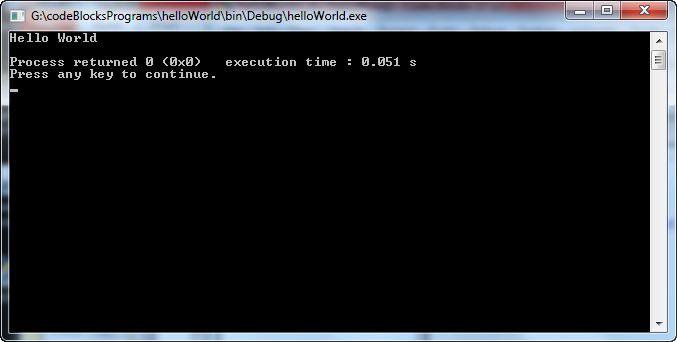 G:\codeBlocksPrograms\helloWorld\bin\Debug\helloWorld.exe
Hello World
Process returned 0 (0x0)   execution time : 0.051 s
Press any key to continue.